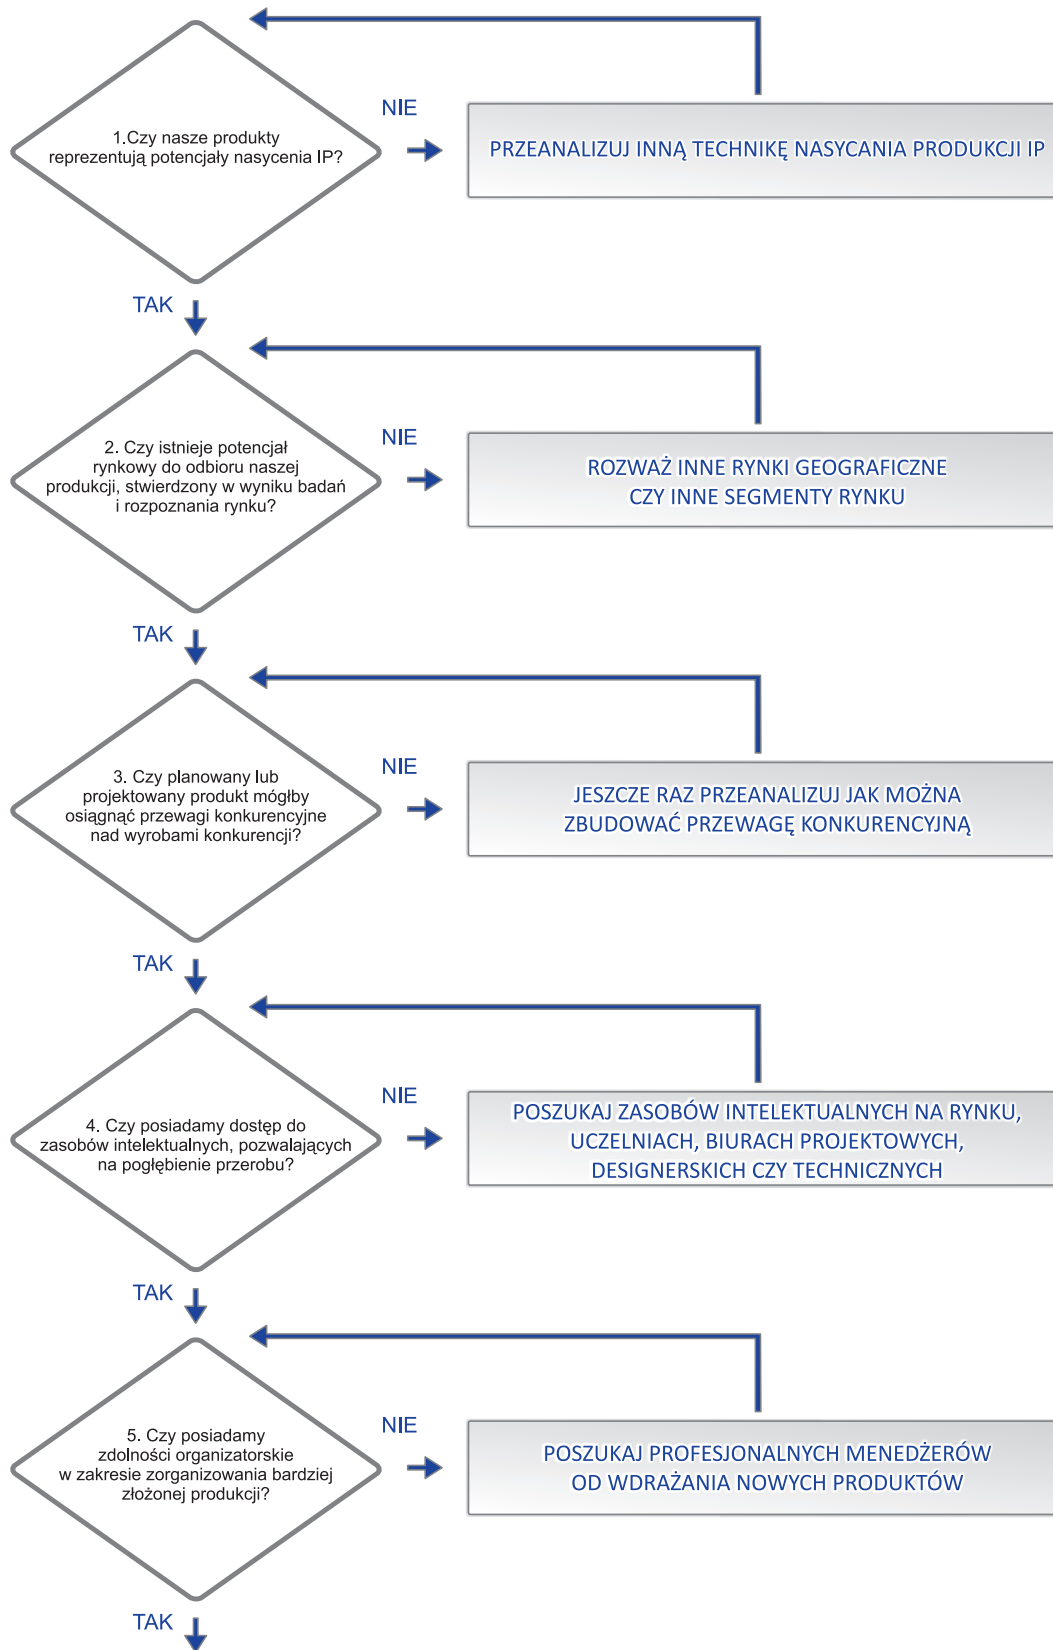 1.Czy nasze produkty
reprezentują potencjały nasycenia IP?
NIE
PRZEANALIZUJ INNĄ TECHNIKĘ NASYCANIA PRODUKCJI IP
TAK
2. Czy istnieje potencjał
rynkowy do odbioru naszej
produkcji, stwierdzony w wyniku badań
i rozpoznania rynku?
NIE
ROZWAŻ INNE RYNKI GEOGRAFICZNE
CZY INNE SEGMENTY RYNKU
TAK
3. Czy planowany lub
projektowany produkt mógłby
osiągnąć przewagi konkurencyjne
nad wyrobami konkurencji?
NIE
JESZCZE RAZ PRZEANALIZUJ JAK MOŻNA
ZBUDOWAĆ PRZEWAGĘ KONKURENCYJNĄ
TAK
4. Czy posiadamy dostęp do
zasobów intelektualnych, pozwalających
na pogłębienie przerobu?
NIE
POSZUKAJ ZASOBÓW INTELEKTUALNYCH NA RYNKU,
UCZELNIACH, BIURACH PROJEKTOWYCH,
DESIGNERSKICH CZY TECHNICZNYCH
TAK
5. Czy posiadamy
zdolności organizatorskie
w zakresie zorganizowania bardziej
złożonej produkcji?
NIE
POSZUKAJ PROFESJONALNYCH MENEDŻERÓW
OD WDRAŻANIA NOWYCH PRODUKTÓW
TAK